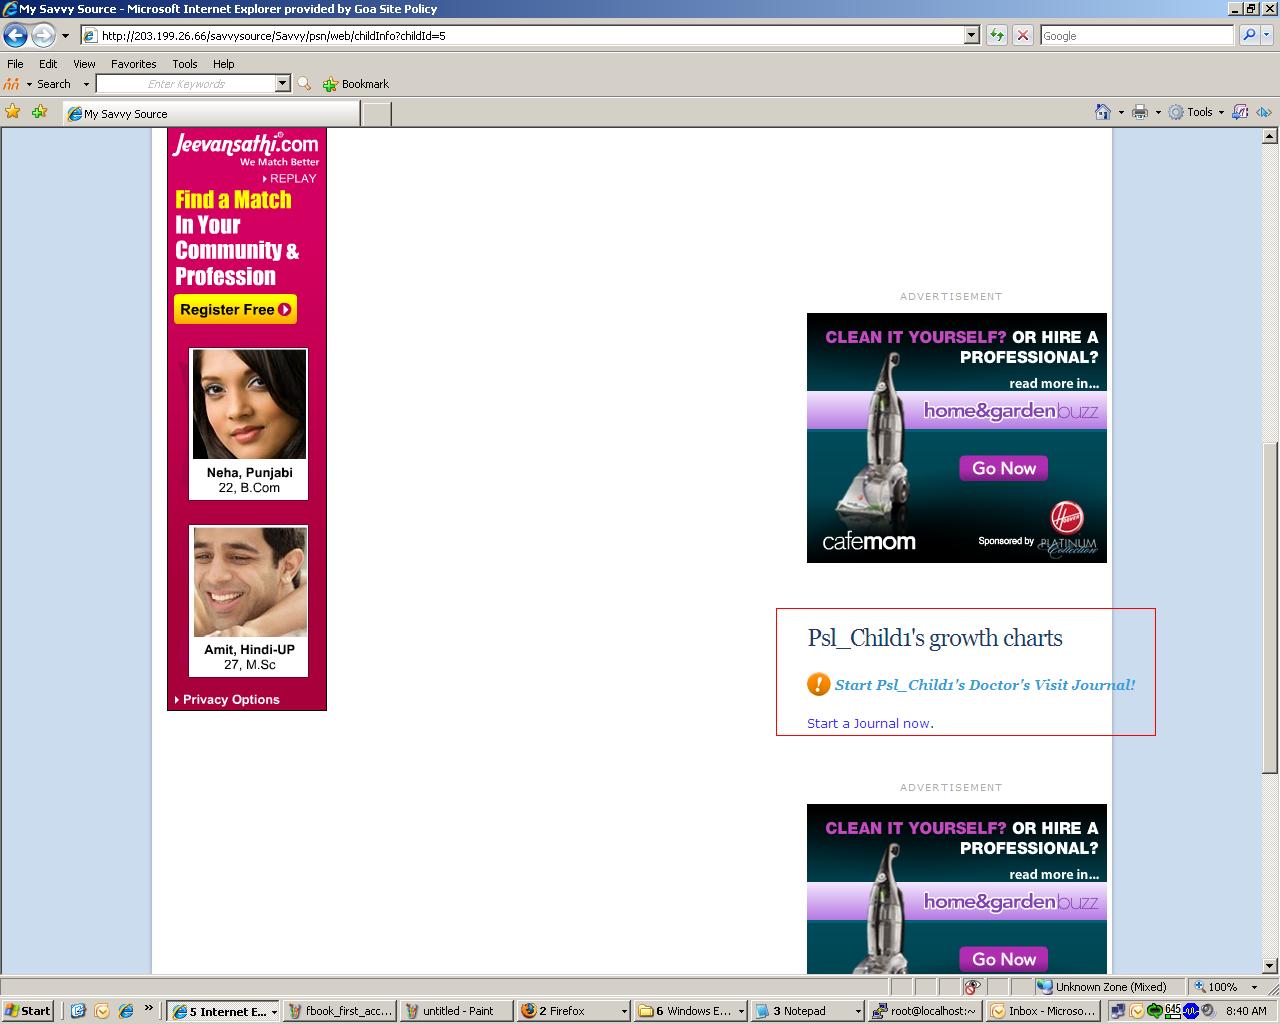 My Savvy Source - Microsoft Internet Explorer provided by Goa Site Policy
http://203.199.26.66/savvysource/Savvy/psn/web/childInfo?childId=5
Google
File Edit View Favorites Tools Help
Search Enter Keywords Bookmark
My Savvy Source
Tools
Jeevansathi.com
We Match Better
REPLAY
Find a Match
In Your
Community &
Profession
Register Free
Neha, Punjabi
22, B.Com
Amit, Hindi-UP
27, M.Sc
Privacy Options
ADVERTISEMENT
CLEAN IT YOURSELF? OR HIRE A
PROFESSIONAL?
read more in...
home&gardenbuzz
Go Now
cafemom
Sponsored by
Hoover
PLATINUM
Collection
Psl_Child1's growth charts
! Start Psl_Child1's Doctor's Visit Journal!
Start a Journal now.
ADVERTISEMENT
CLEAN IT YOURSELF? OR HIRE A
PROFESSIONAL?
read more in...
home&gardenbuzz
Go Now
Unknown Zone (Mixed)
100%
Start
5 Internet E...
fbook_first_acc...
untitled - Paint
2 Firefox
6 Windows E...
3 Notepad
root@localhost:~
Inbox - Microso...
645
8:40 AM